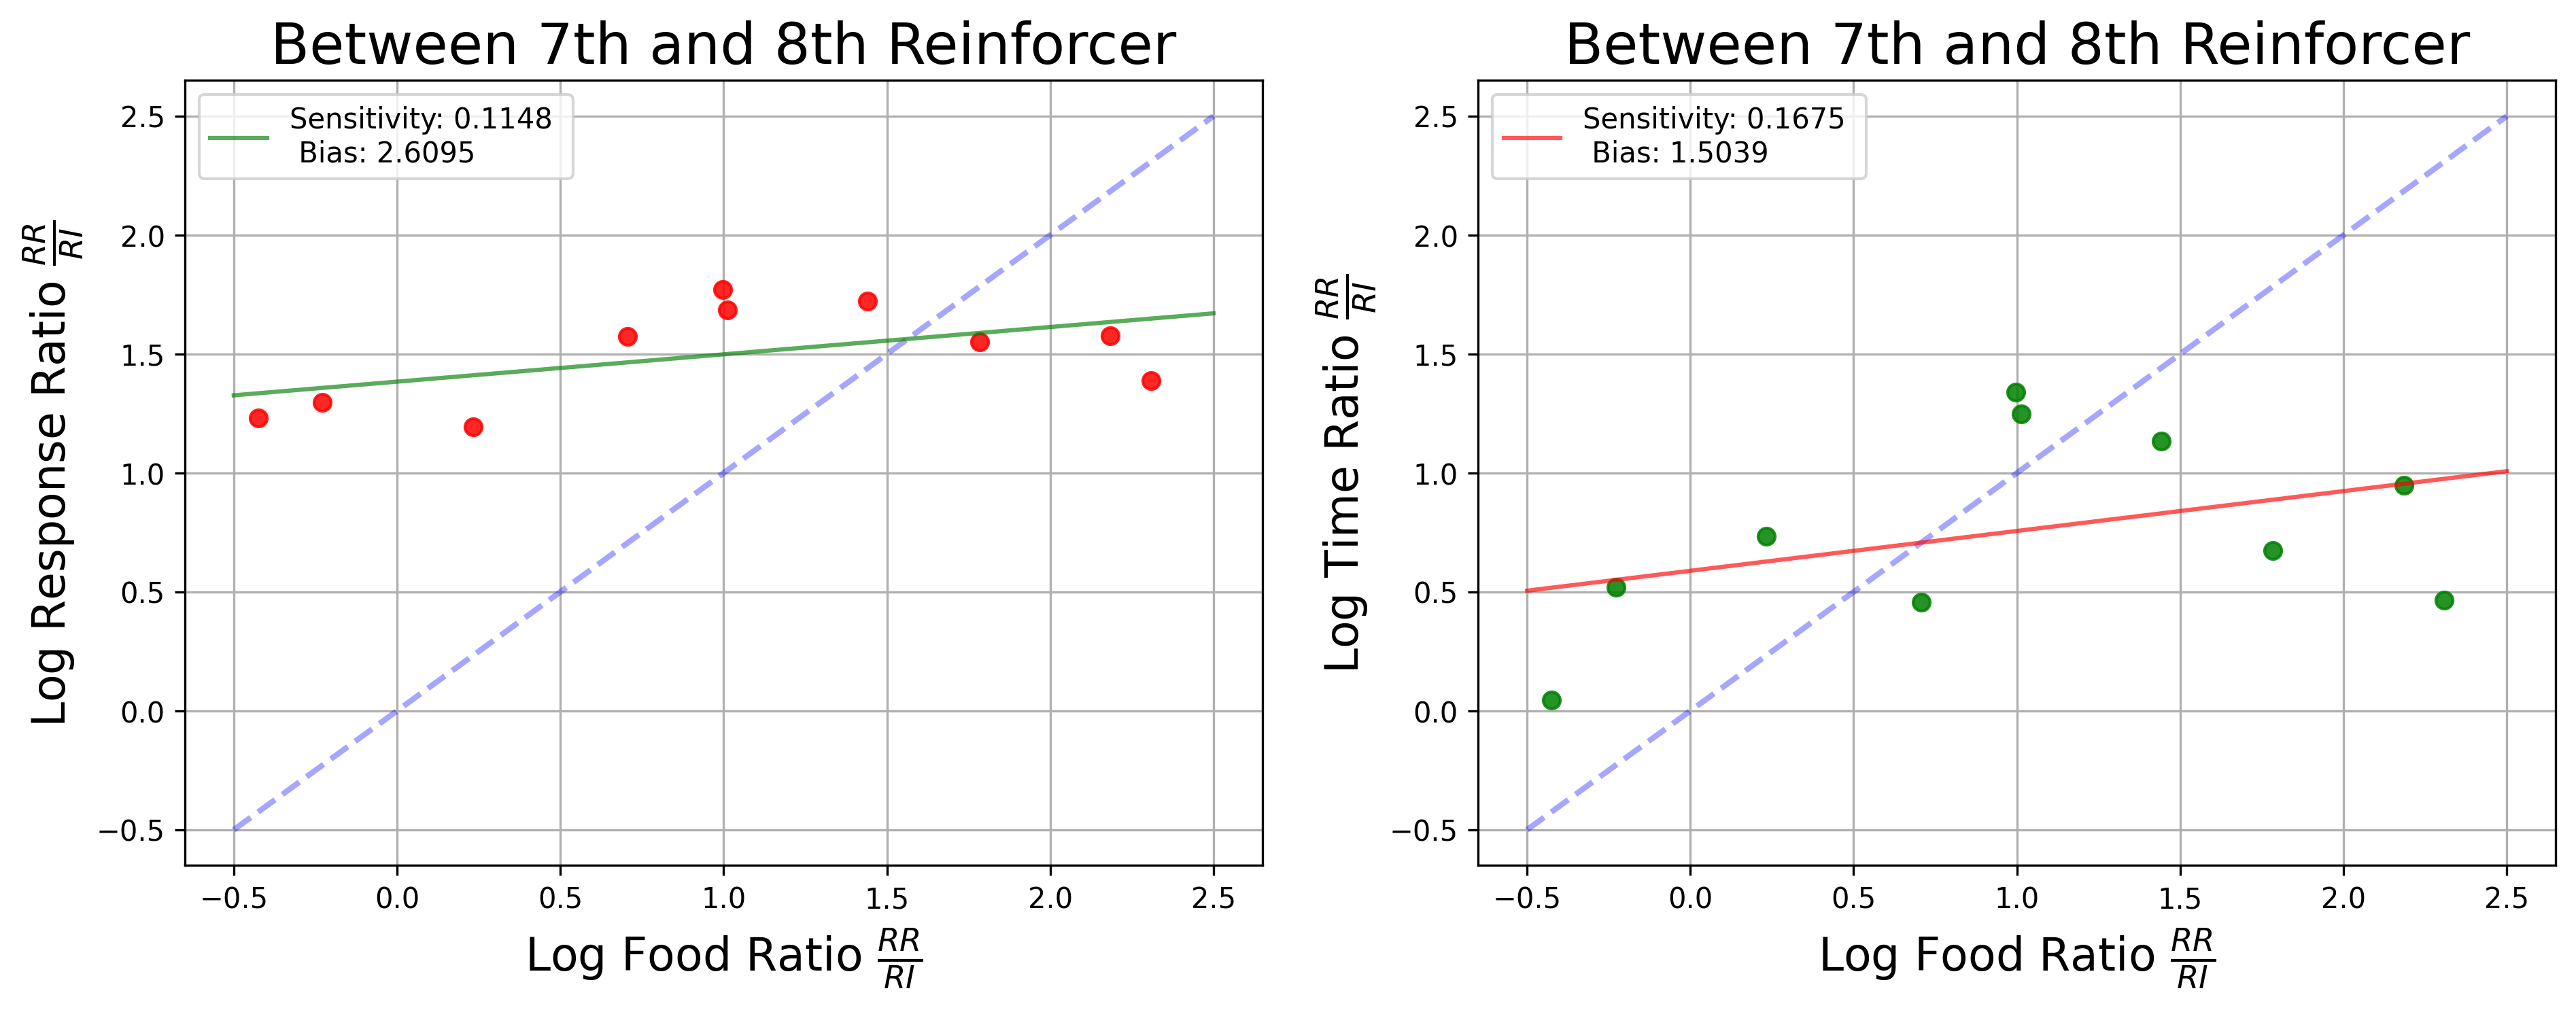 Between 7th and 8th Reinforcer
Sensitivity: 0.1148
Bias: 2.6095
2.5
2.0
1.5
1.0
0.5
0.0
−0.5
Log Response Ratio RR/RI
−0.5 0.0 0.5 1.0 1.5 2.0 2.5
Log Food Ratio RR/RI
Between 7th and 8th Reinforcer
Sensitivity: 0.1675
Bias: 1.5039
2.5
2.0
1.5
1.0
0.5
0.0
−0.5
Log Time Ratio RR/RI
−0.5 0.0 0.5 1.0 1.5 2.0 2.5
Log Food Ratio RR/RI